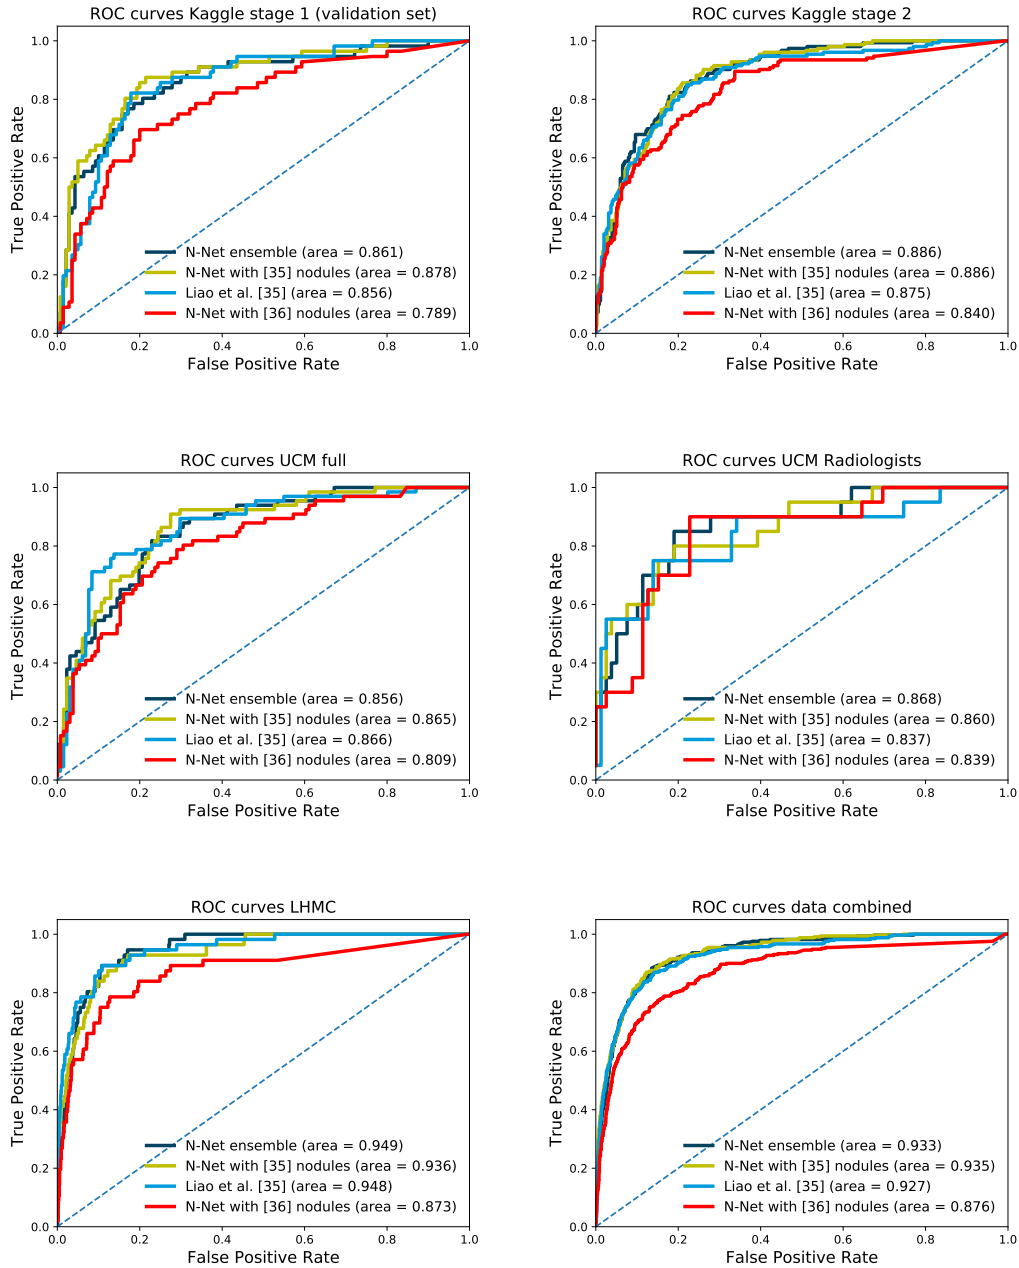 ROC curves Kaggle stage 1 (validation set)
True Positive Rate
1.0
0.8
0.6
0.4
0.2
0.0
N-Net ensemble (area = 0.861)
N-Net with [35] nodules (area = 0.878)
Liao et al. [35] (area = 0.856)
N-Net with [36] nodules (area = 0.789)
0.0 0.2 0.4 0.6 0.8 1.0
False Positive Rate
ROC curves Kaggle stage 2
True Positive Rate
1.0
0.8
0.6
0.4
0.2
0.0
N-Net ensemble (area = 0.886)
N-Net with [35] nodules (area = 0.886)
Liao et al. [35] (area = 0.875)
N-Net with [36] nodules (area = 0.840)
0.0 0.2 0.4 0.6 0.8 1.0
False Positive Rate
ROC curves UCM full
True Positive Rate
1.0
0.8
0.6
0.4
0.2
0.0
N-Net ensemble (area = 0.856)
N-Net with [35] nodules (area = 0.865)
Liao et al. [35] (area = 0.866)
N-Net with [36] nodules (area = 0.809)
0.0 0.2 0.4 0.6 0.8 1.0
False Positive Rate
ROC curves UCM Radiologists
True Positive Rate
1.0
0.8
0.6
0.4
0.2
0.0
N-Net ensemble (area = 0.868)
N-Net with [35] nodules (area = 0.860)
Liao et al. [35] (area = 0.837)
N-Net with [36] nodules (area = 0.839)
0.0 0.2 0.4 0.6 0.8 1.0
False Positive Rate
ROC curves LHMC
True Positive Rate
1.0
0.8
0.6
0.4
0.2
0.0
N-Net ensemble (area = 0.949)
N-Net with [35] nodules (area = 0.936)
Liao et al. [35] (area = 0.948)
N-Net with [36] nodules (area = 0.873)
0.0 0.2 0.4 0.6 0.8 1.0
False Positive Rate
ROC curves data combined
True Positive Rate
1.0
0.8
0.6
0.4
0.2
0.0
N-Net ensemble (area = 0.933)
N-Net with [35] nodules (area = 0.935)
Liao et al. [35] (area = 0.927)
N-Net with [36] nodules (area = 0.876)
0.0 0.2 0.4 0.6 0.8 1.0
False Positive Rate